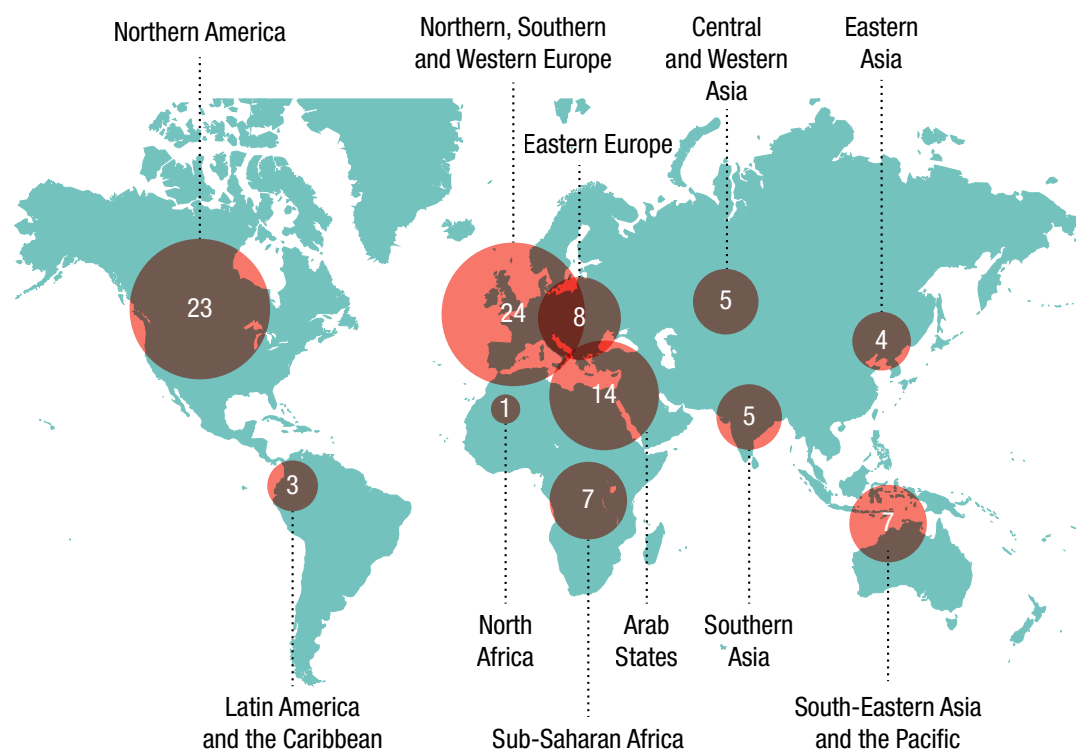 Northern America
Northern, Southern
and Western Europe
Central
and Western
Asia
Eastern
Asia
Eastern Europe
23
24
8
5
4
14
1
5
3
7
7
North
Africa
Arab
States
Southern
Asia
Latin America
and the Caribbean
Sub-Saharan Africa
South-Eastern Asia
and the Pacific